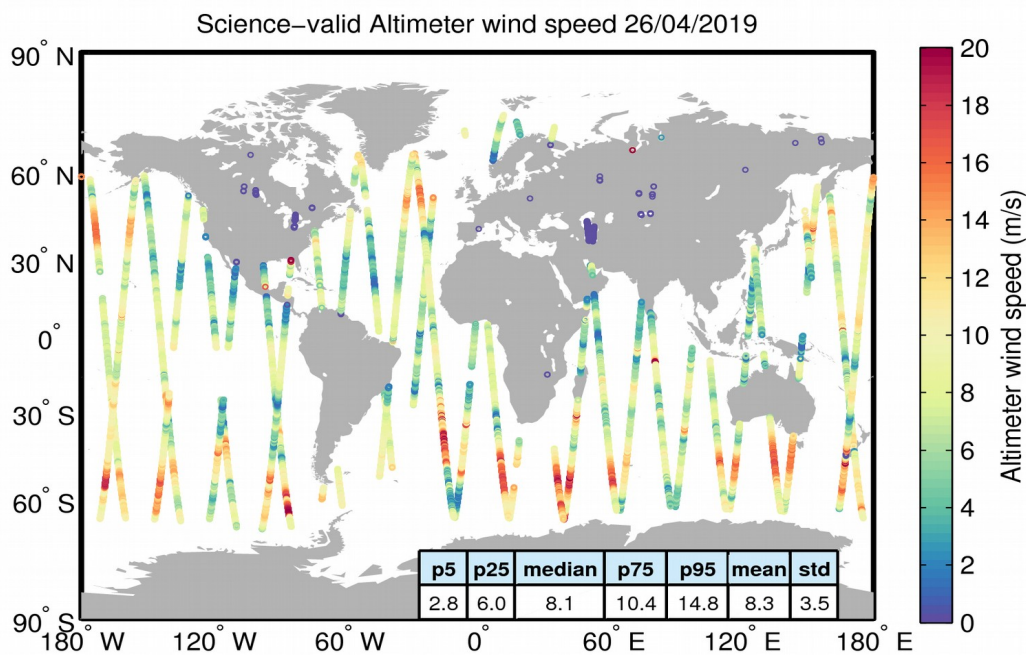 Science-valid Altimeter wind speed 26/04/2019
90° N
60° N
30° N
0°
30° S
60° S
90° S
180° W
120° W
60° W
0°
60° E
120° E
180° E
p5 p25 median p75 p95 mean std
2.8 6.0 8.1 10.4 14.8 8.3 3.5
20
18
16
14
12
10
8
6
4
2
0
Altimeter wind speed (m/s)